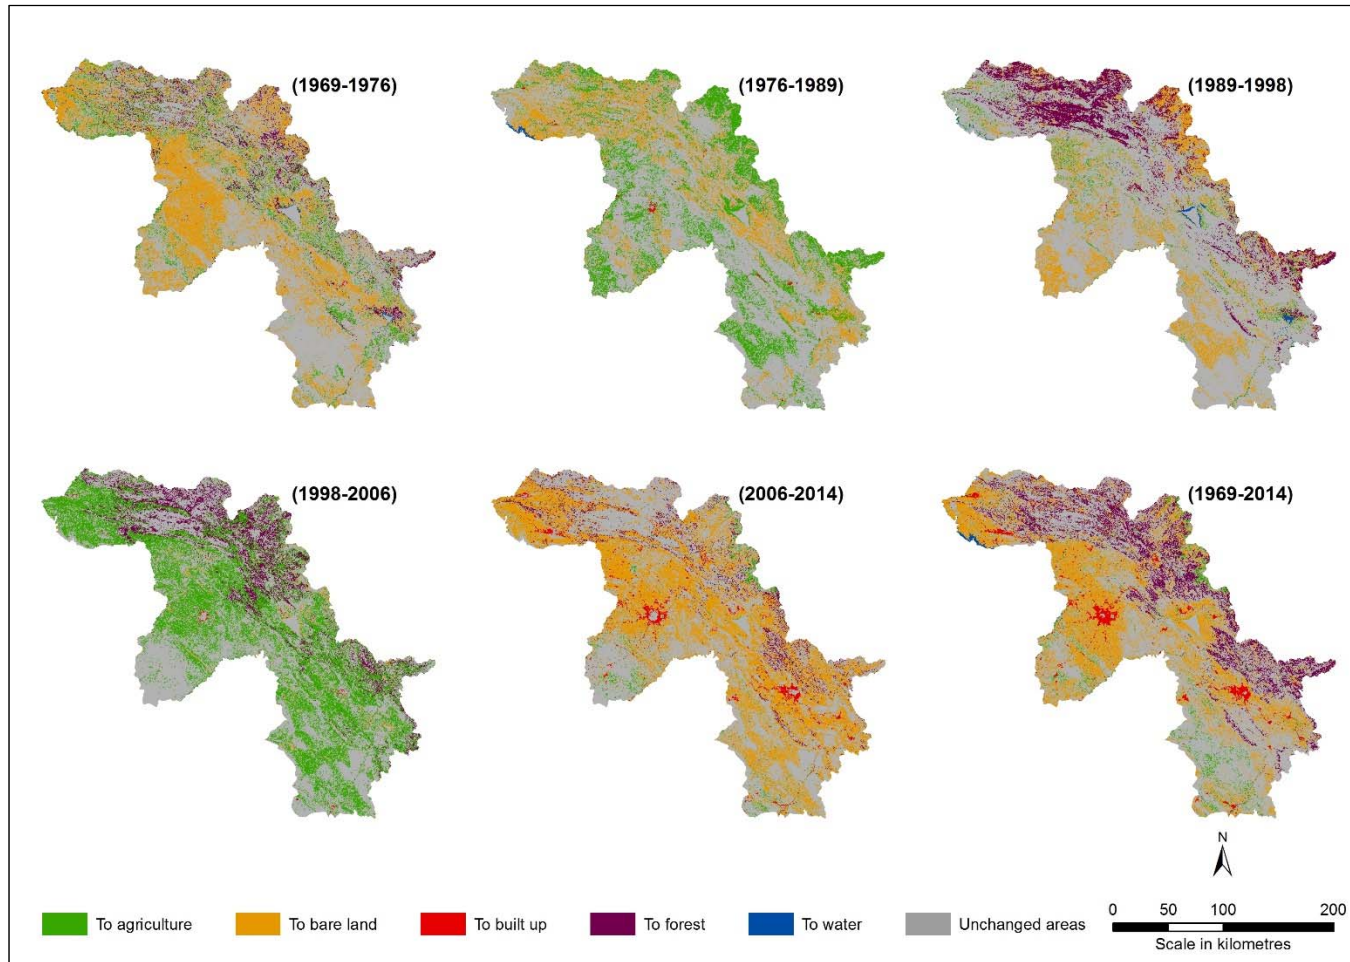 (1969-1976)
(1976-1989)
(1989-1998)
(1998-2006)
(2006-2014)
(1969-2014)
N
To agriculture
To bare land
To built up
To forest
To water
Unchanged areas
0 50 100 200
Scale in kilometres